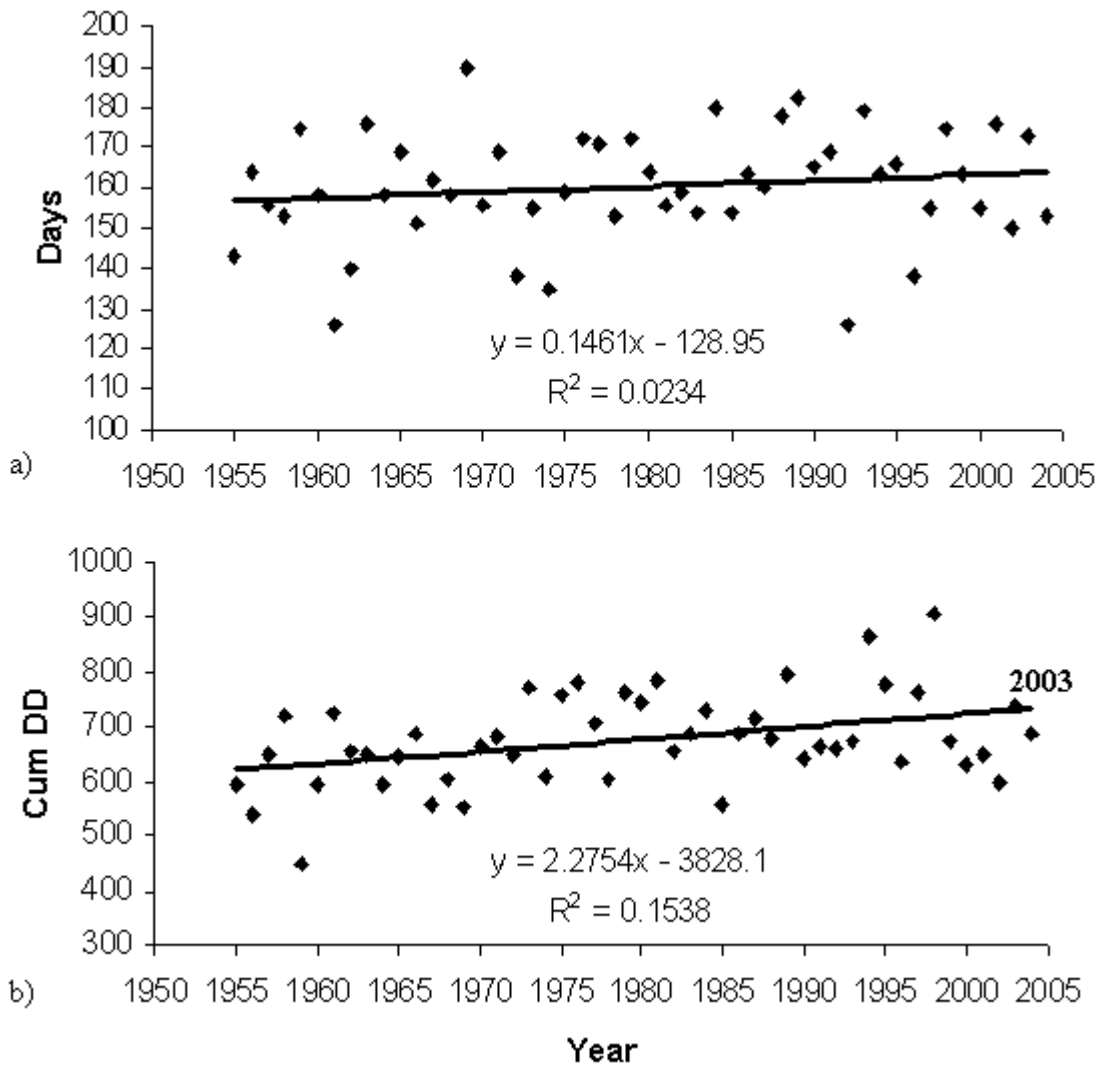 200
190
180
170
160
150
140
130
120
110
100
Days
y = 0.1461x - 128.95
R² = 0.0234
a)
1950 1955 1960 1965 1970 1975 1980 1985 1990 1995 2000 2005
1000
900
800
700
600
500
400
300
Cum DD
2003
y = 2.2754x - 3828.1
R² = 0.1538
b)
1950 1955 1960 1965 1970 1975 1980 1985 1990 1995 2000 2005
Year